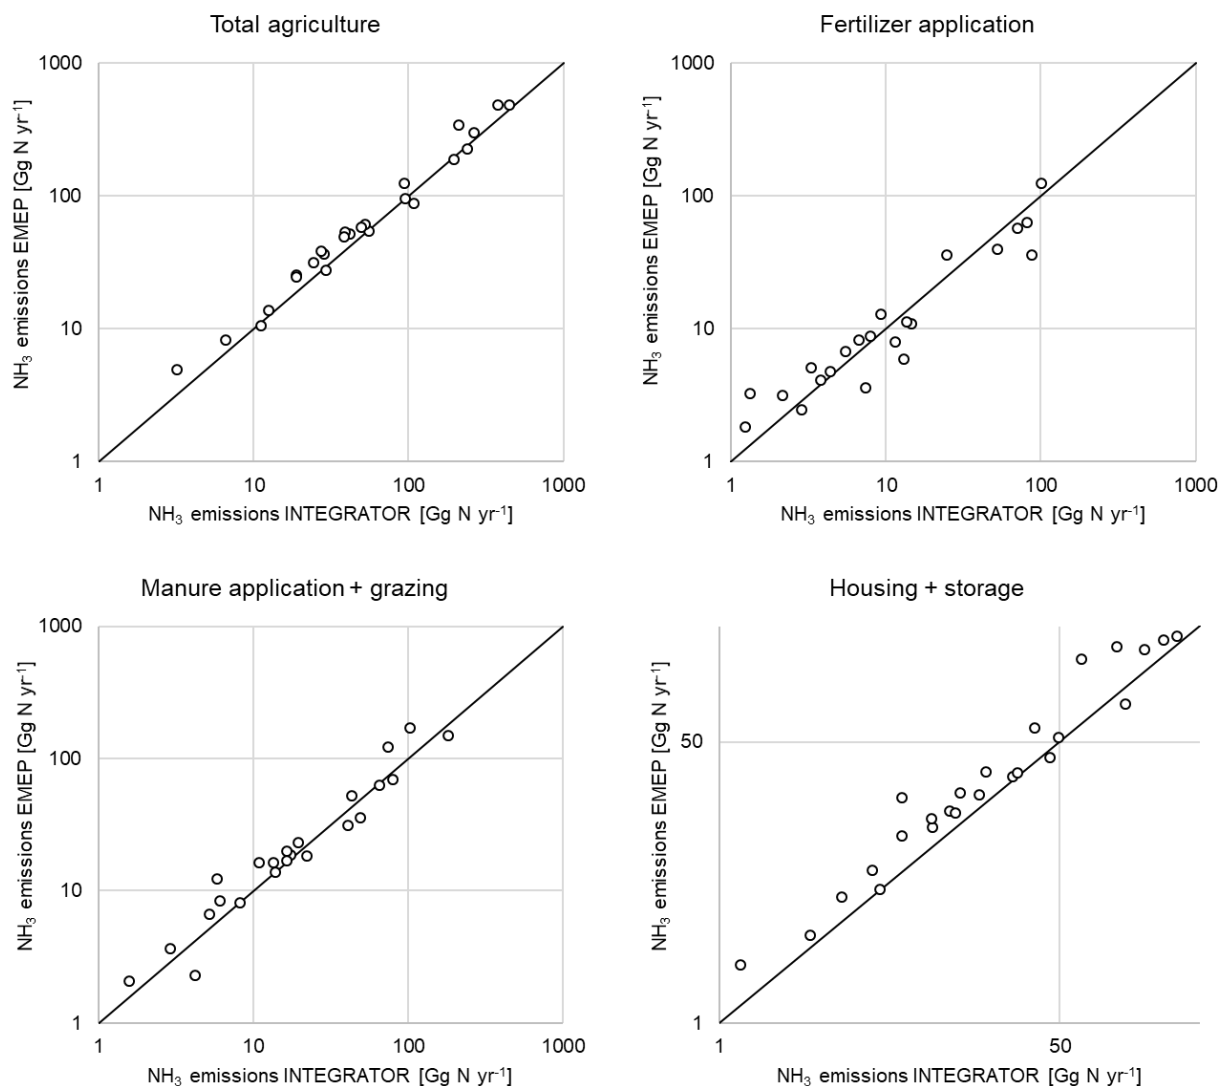 Total agriculture
1000
100
10
1
NH₃ emissions EMEP [Gg N yr⁻¹]
1 10 100 1000
NH₃ emissions INTEGRATOR [Gg N yr⁻¹]
Fertilizer application
1000
100
10
1
NH₃ emissions EMEP [Gg N yr⁻¹]
1 10 100 1000
NH₃ emissions INTEGRATOR [Gg N yr⁻¹]
Manure application + grazing
1000
100
10
1
NH₃ emissions EMEP [Gg N yr⁻¹]
1 10 100 1000
NH₃ emissions INTEGRATOR [Gg N yr⁻¹]
Housing + storage
50
1
NH₃ emissions EMEP [Gg N yr⁻¹]
1 50
NH₃ emissions INTEGRATOR [Gg N yr⁻¹]